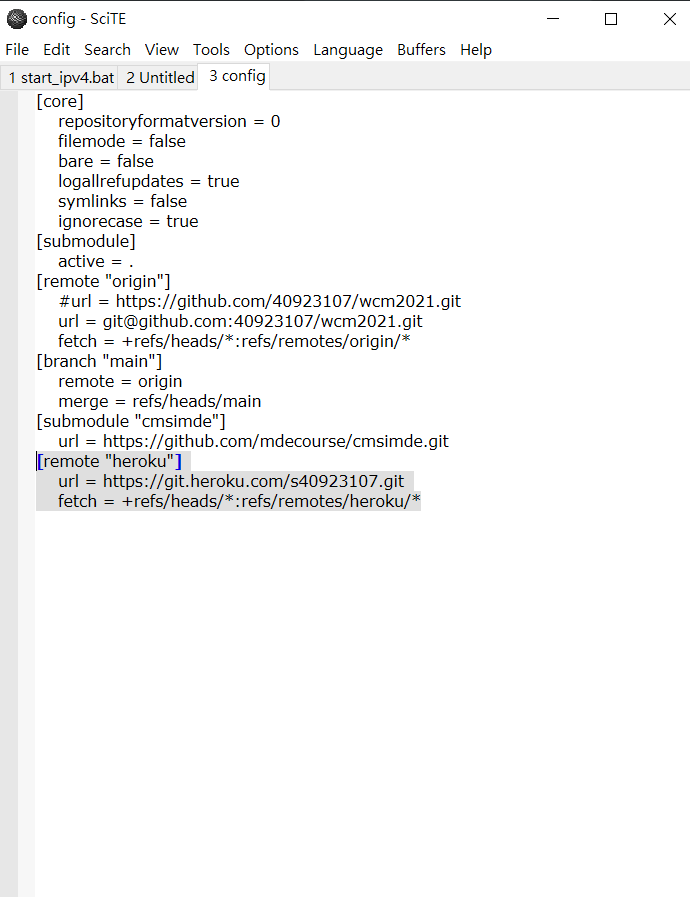 config - SciTE
File Edit Search View Tools Options Language Buffers Help
1 start_ipv4.bat 2 Untitled 3 config
[core]
repositoryformatversion = 0
filemode = false
bare = false
logallrefupdates = true
symlinks = false
ignorecase = true
[submodule]
active = .
[remote "origin"]
#url = https://github.com/40923107/wcm2021.git
url = git@github.com:40923107/wcm2021.git
fetch = +refs/heads/*:refs/remotes/origin/*
[branch "main"]
remote = origin
merge = refs/heads/main
[submodule "cmsimde"]
url = https://github.com/mdecourse/cmsimde.git
[remote "heroku"]
url = https://git.heroku.com/s40923107.git
fetch = +refs/heads/*:refs/remotes/heroku/*